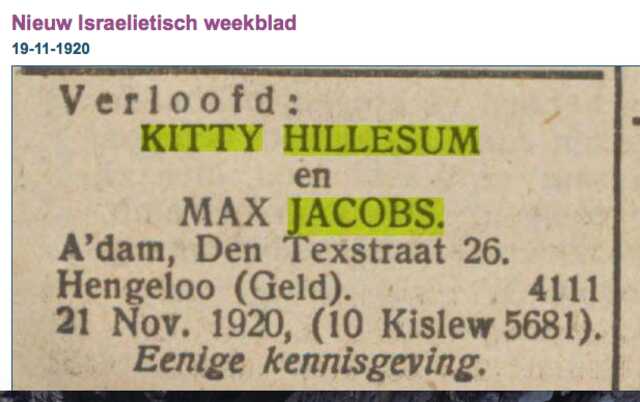 Nieuw Israelietisch weekblad
19-11-1920
Verloofd:
KITTY HILLESUM
en
MAX JACOBS.
A'dam, Den Texstraat 26.
Hengeloo (Geld). 4111
21 Nov. 1920, (10 Kislew 5681).
Eenige kennisgeving.